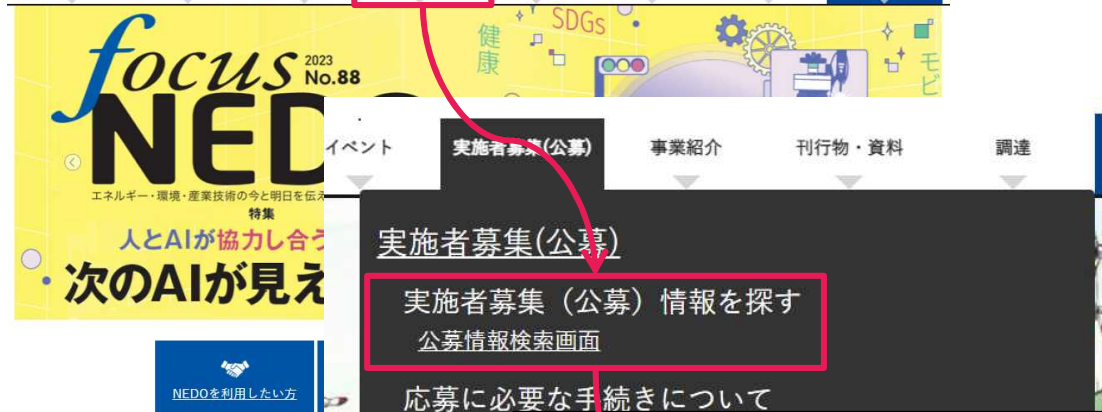 SDGs
健康
モビ
focus
2023
No.88
NED
エネルギー・環境・産業技術の今と明日を伝え
特集
人とAIが協力し合う
次のAIが見え
イベント
実施者募集(公募)
事業紹介
刊行物・資料
調達
実施者募集(公募)
実施者募集（公募）情報を探す
公募情報検索画面
応募に必要な手続きについて
NEDOを利用したい方